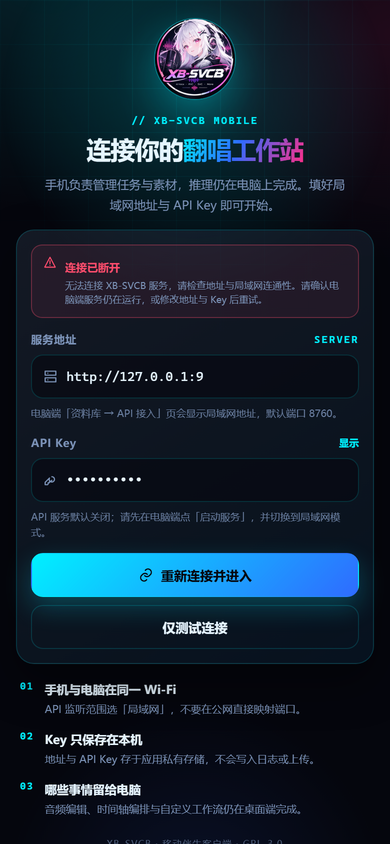 XB-SVCB
// XB-SVCB MOBILE
连接你的翻唱工作站
手机负责管理任务与素材，推理仍在电脑上完成。填好局
域网地址与 API Key 即可开始。
连接已断开
无法连接 XB-SVCB 服务，请检查地址与局域网连通性。请确认电
脑端服务仍在运行，或修改地址与 Key 后重试。
服务地址 SERVER
http://127.0.0.1:9
电脑端「资料库 → API 接入」页会显示局域网地址，默认端口 8760。
API Key 显示
••••••••••
API 服务默认关闭；请先在电脑端点「启动服务」，并切换到局域网模
式。
重新连接并进入
仅测试连接
01 手机与电脑在同一 Wi-Fi
API 监听范围选「局域网」，不要在公网直接映射端口。
02 Key 只保存在本机
地址与 API Key 存于应用私有存储，不会写入日志或上传。
03 哪些事情留给电脑
音频编辑、时间轴编排与自定义工作流仍在桌面端完成。
XB-SVCB · 移动伴生客户端 · GPL-3.0